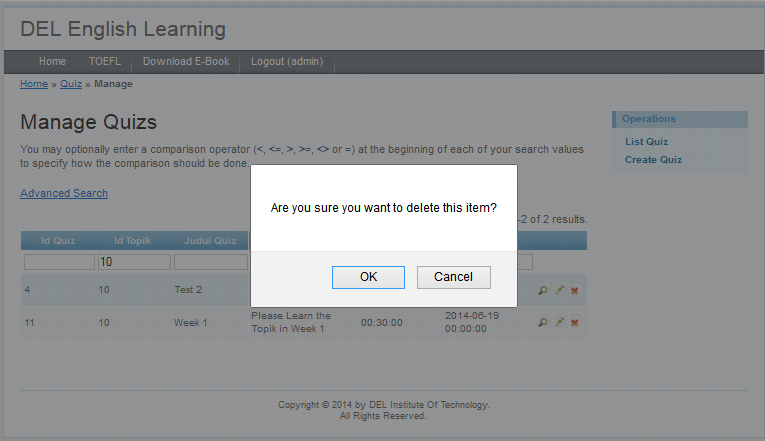 DEL English Learning
Home TOEFL Download E-Book Logout (admin)
Home » Quiz » Manage
Manage Quizs
You may optionally enter a comparison operator (<, <=, >, >=, <> or =) at the beginning of each of your search values
to specify how the comparison should be done.
Advanced Search
-2 of 2 results.
Id Quiz Id Topik Judul Quiz
10
4 10 Test 2
11 10 Week 1 Please Learn the Topik in Week 1 00:30:00 2014-06-19 00:00:00
Operations
List Quiz
Create Quiz
Are you sure you want to delete this item?
OK Cancel
Copyright © 2014 by DEL Institute Of Technology.
All Rights Reserved.